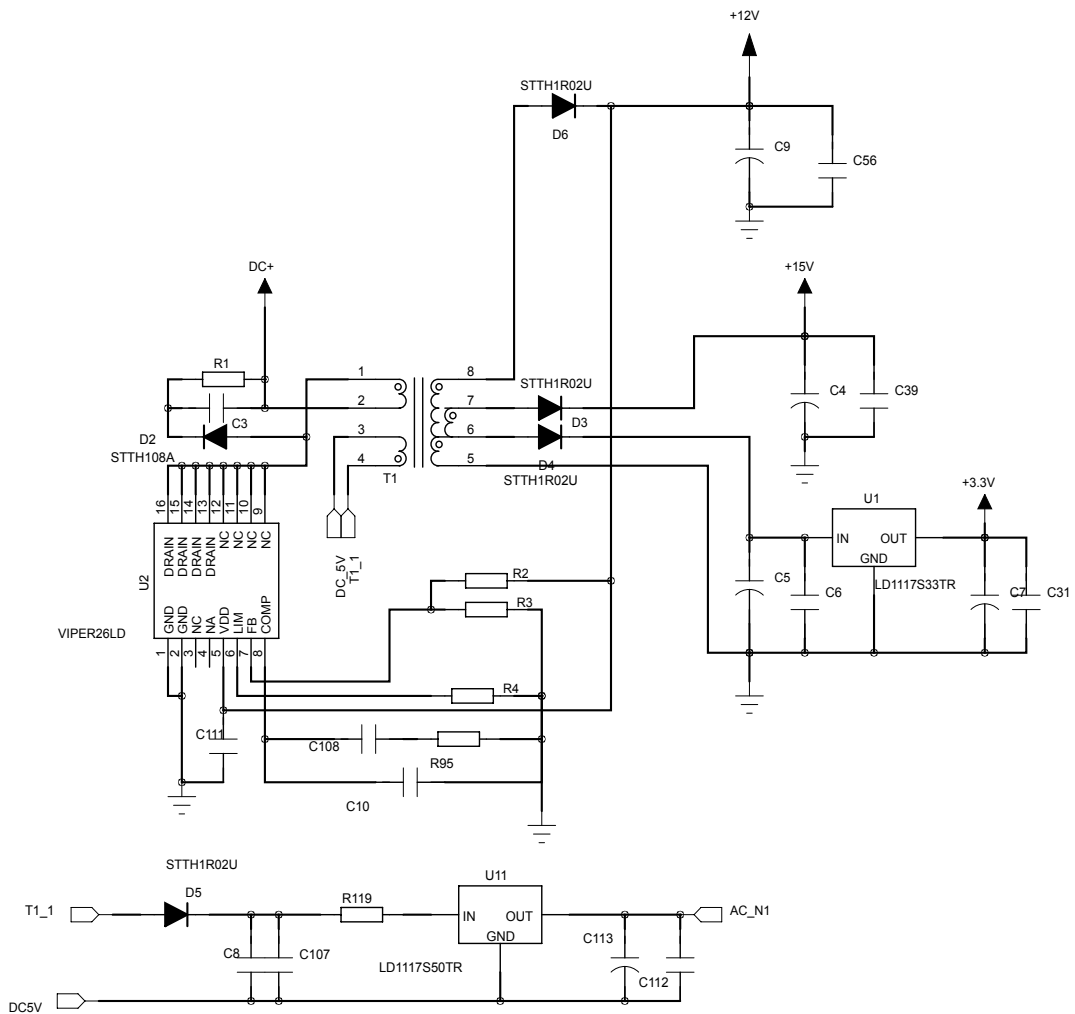 +12V
STTH1R02U
D6
C9
C56
DC+
+15V
R1
1
8
STTH1R02U
C4
C39
2
7
C3
D3
D2
3
6
STTH108A
D4
4
5
T1
STTH1R02U
+3.3V
U1
16
15
14
13
12
11
10
9
DRAIN
DRAIN
DRAIN
DRAIN
NC
NC
NC
NC
IN
OUT
GND
DC_5V
T1_1
U2
R2
C5
LD1117S33TR
C6
C7
C31
R3
GND
GND
NC
NA
VDD
LIM
FB
COMP
VIPER26LD
1
2
3
4
5
6
7
8
R4
C111
C108
R95
C10
STTH1R02U
U11
D5
R119
T1_1
IN
OUT
AC_N1
GND
C113
C8
C107
LD1117S50TR
C112
DC5V